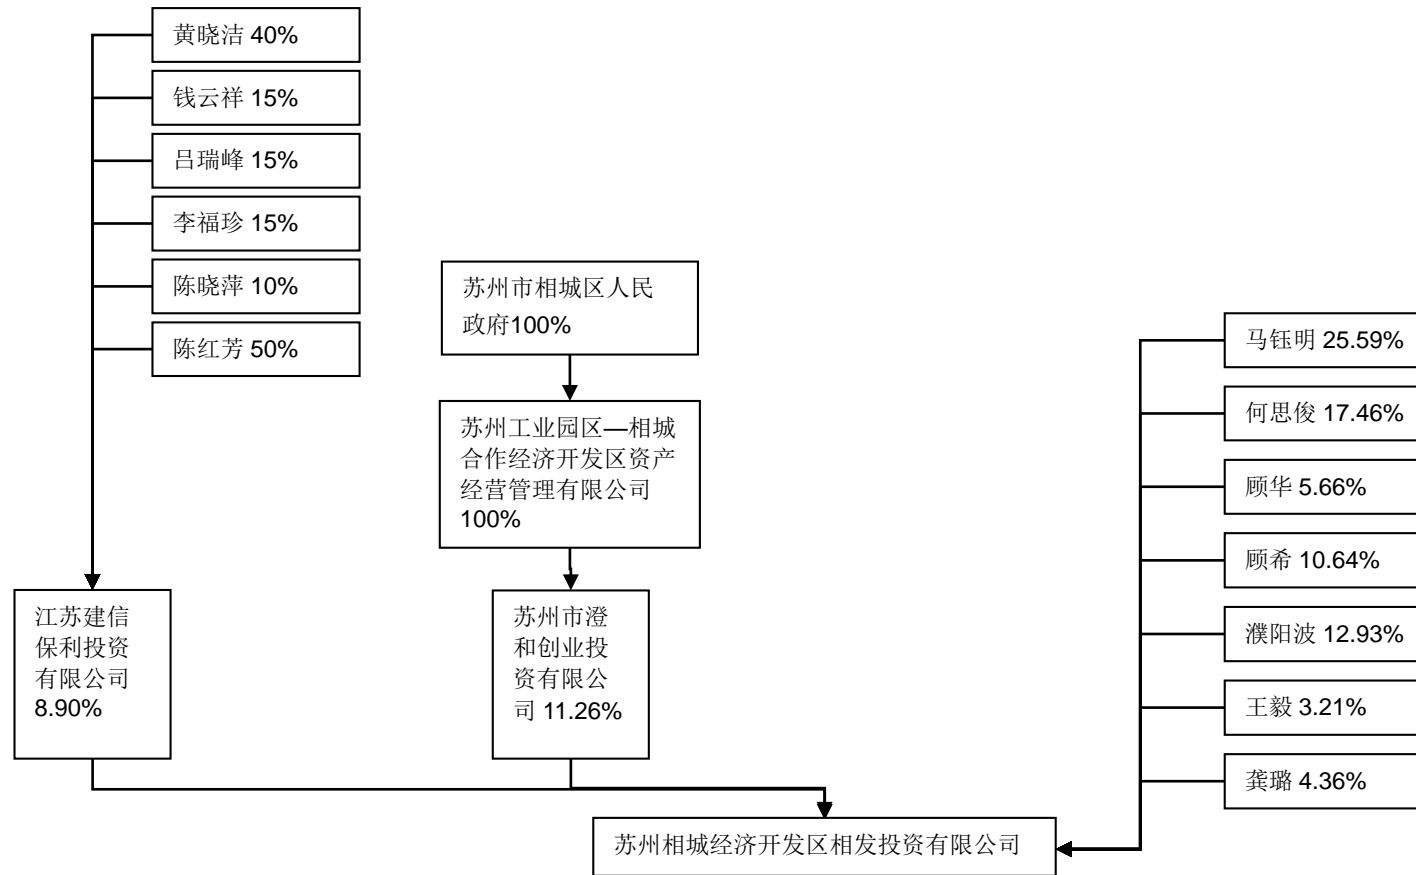 黄晓洁 40%
钱云祥 15%
吕瑞峰 15%
李福珍 15%
陈晓萍 10%
陈红芳 50%
苏州市相城区人民
政府100%
苏州工业园区—相城
合作经济开发区资产
经营管理有限公司
100%
江苏建信
保利投资
有限公司
8.90%
苏州市澄
和创业投
资有限公
司 11.26%
马钰明 25.59%
何思俊 17.46%
顾华 5.66%
顾希 10.64%
濮阳波 12.93%
王毅 3.21%
龚璐 4.36%
苏州相城经济开发区相发投资有限公司